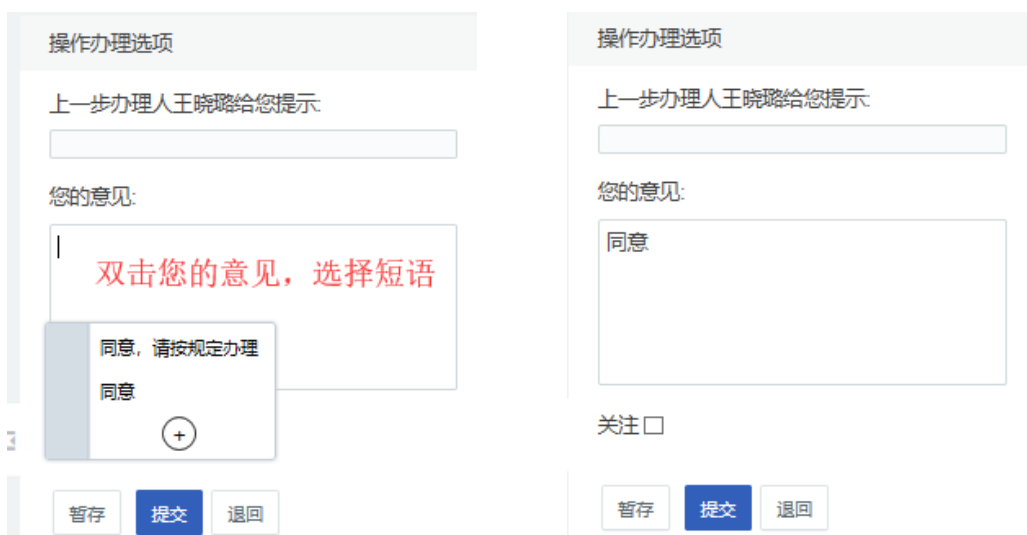 操作办理选项
上一步办理人王晓璐给您提示:
您的意见:
双击您的意见，选择短语
同意，请按规定办理
同意
暂存 提交 退回
操作办理选项
上一步办理人王晓璐给您提示:
您的意见:
同意
关注
暂存 提交 退回